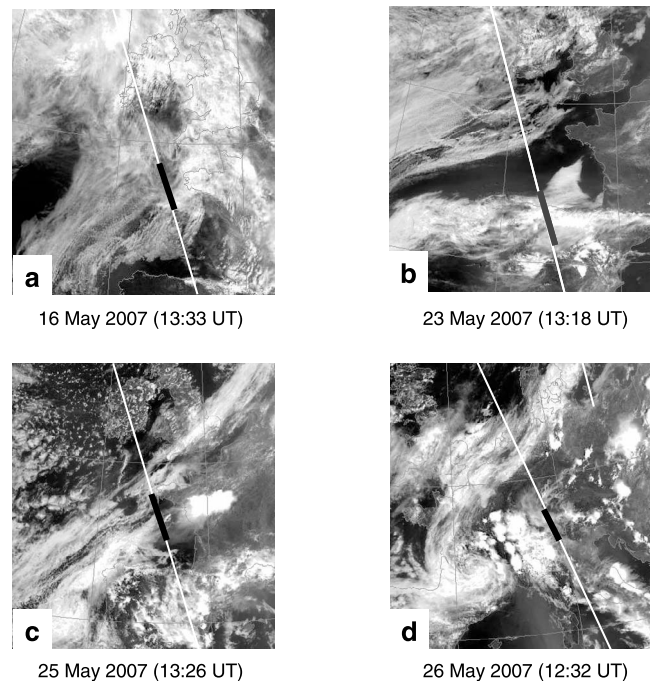 a
b
16 May 2007 (13:33 UT)
23 May 2007 (13:18 UT)
c
d
25 May 2007 (13:26 UT)
26 May 2007 (12:32 UT)